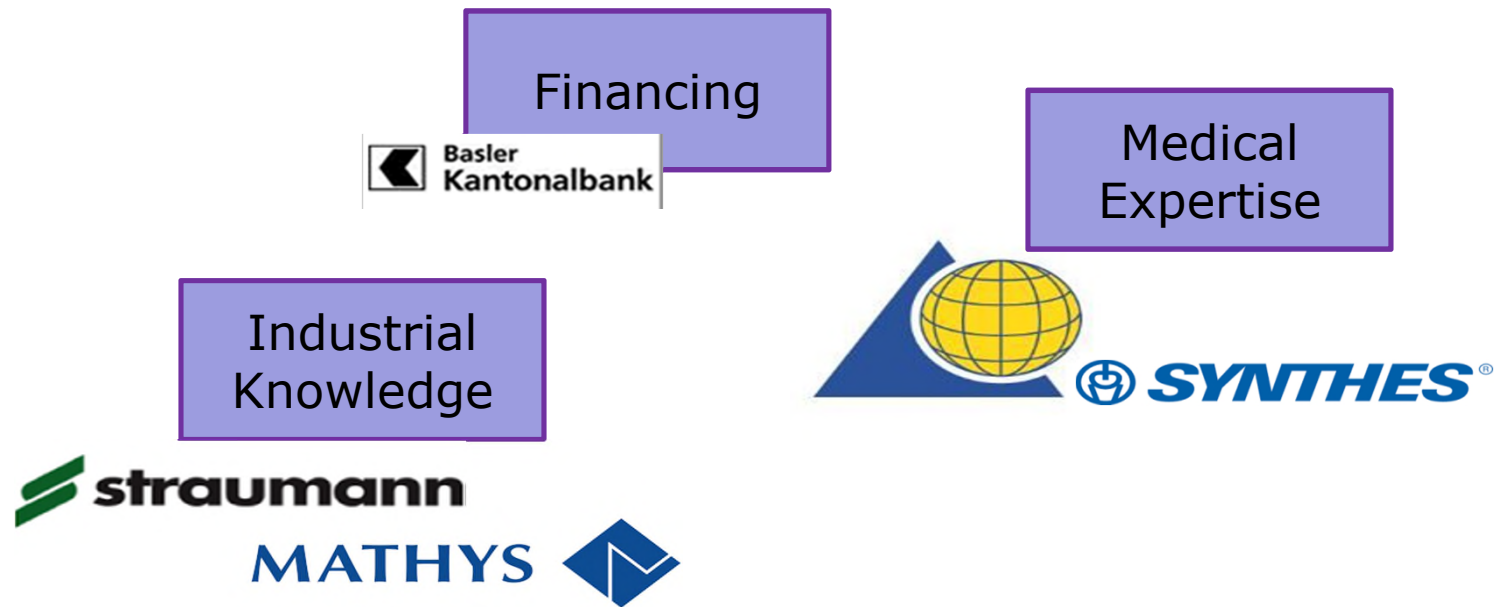 Financing
Basler
Kantonalbank
Medical
Expertise
Industrial
Knowledge
SYNTHES®
straumann
MATHYS